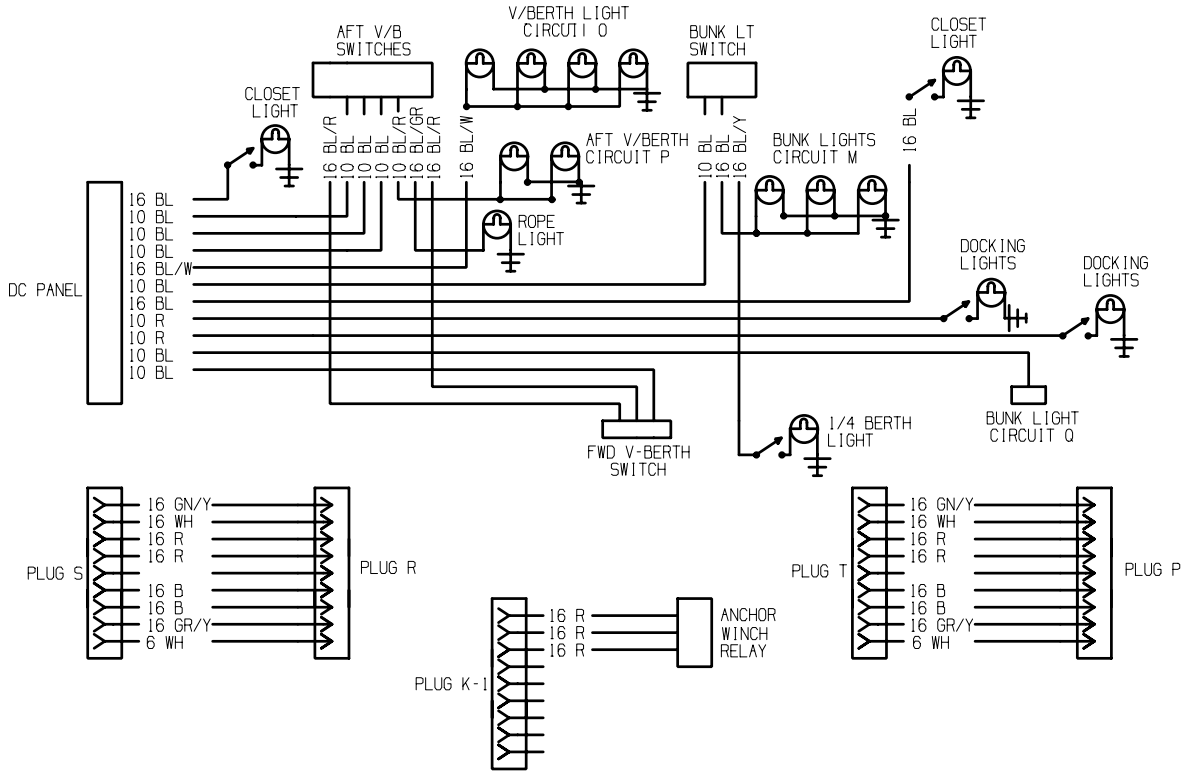 V/BERTH LIGHT
CIRCUIT O
AFT V/B
SWITCHES
BUNK LT
SWITCH
CLOSET
LIGHT
CLOSET
LIGHT
16 BL/R
10 BL
10 BL
10 BL
10 BL/R
16 BL/GR
16 BL/R
16 BL/W
AFT V/BERTH
CIRCUIT P
10 BL
16 BL
16 BL/Y
BUNK LIGHTS
CIRCUIT M
16 BL
ROPE
LIGHT
DC PANEL
16 BL
10 BL
10 BL
10 BL
16 BL/W
10 BL
16 BL
10 R
10 R
10 BL
10 BL
DOCKING
LIGHTS
DOCKING
LIGHTS
BUNK LIGHT
CIRCUIT Q
1/4 BERTH
LIGHT
FWD V-BERTH
SWITCH
PLUG S
16 GN/Y
16 WH
16 R
16 R
16 B
16 B
16 GR/Y
6 WH
PLUG R
PLUG K-1
16 R
16 R
16 R
ANCHOR
WINCH
RELAY
PLUG T
16 GN/Y
16 WH
16 R
16 R
16 B
16 B
16 GR/Y
6 WH
PLUG P